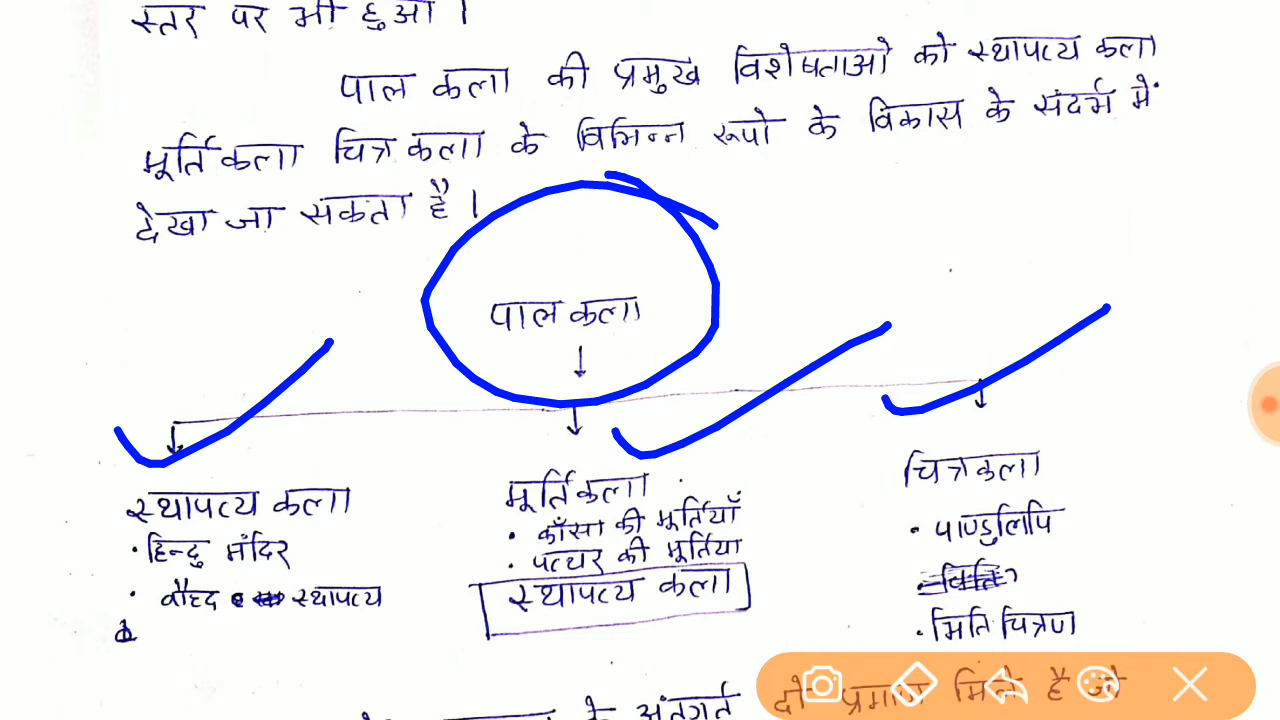 स्तर पर भी हुआ ।
पाल कला की प्रमुख विशेषताओ को स्थापत्य कला
मूर्तिकला चित्रकला के विभिन्न रूपो के विकास के संदर्भ में
देखा जा सकता है ।
पाल कला
स्थापत्य कला
• हिन्दु मंदिर
• बौद्द स्थापत्य
मूर्तिकला
• काँसा की मूर्तियाँ
• पत्थर की मूर्तिया
स्थापत्य कला
चित्रकला
• पाण्डुलिपि
• भिति चित्रण
के अंतर्गत दो प्रमाण मिले है जो